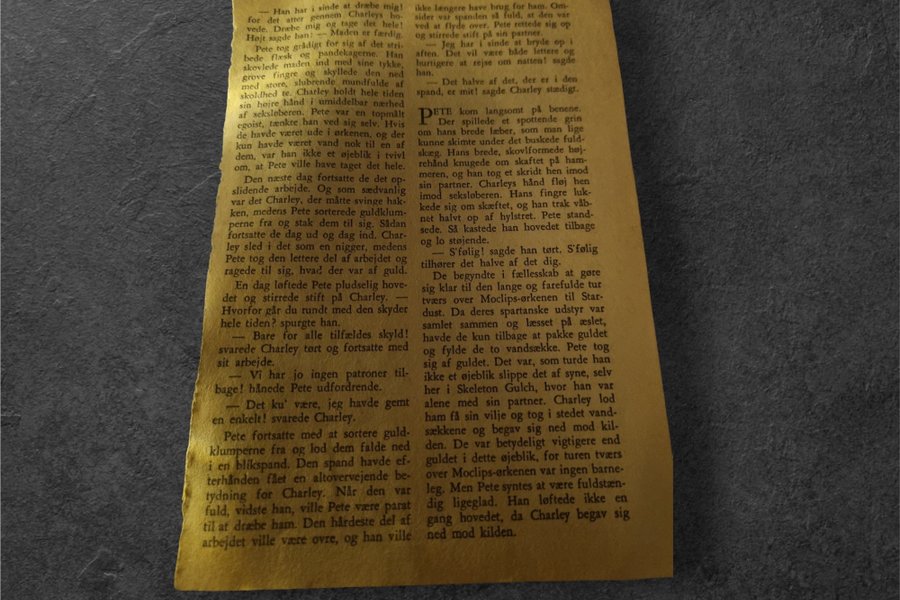 — Han har i sinde at dræbe mig!
for det atter gennem Charleys ho-
vede. Dræbe mig og tage det hele!
Højt sagde han: — Maden er færdig.
Pete tog grådigt for sig af det stri-
bede flæsk og pandekagerne. Han
skovlede maden ind med sine tykke,
grove fingre og skyllede den ned
med store, slubrende mundfulde af
skoldhed te. Charley holdt hele tiden
sin højre hånd i umiddelbar nærhed
af seksløberen. Pete var en topmålt
egoist, tænkte han ved sig selv. Hvis
de havde været ude i ørkenen, og der
kun havde været vand nok til en af
dem, var han ikke et øjeblik i tvivl
om, at Pete ville have taget det hele.
Den næste dag fortsatte de det op-
slidende arbejde. Og som sædvanlig
var det Charley, der måtte svinge hak-
ken, medens Pete sorterede guldklum-
perne fra og stak dem til sig. Sådan
fortsatte de dag ud og dag ind. Char-
ley sled i det som en nigger, medens
Pete tog den lettere del af arbejdet og
ragede til sig, hvad der var af guld.
En dag løftede Pete pludselig hove-
det og stirrede stift på Charley. —
Hvorfor går du rundt med den skyder
hele tiden? spurgte han.
— Bare for alle tilfældes skyld!
svarede Charley tørt og fortsatte med
sit arbejde.
— Vi har jo ingen patroner til-
bage! hånede Pete udfordrende.
— Det ku' være, jeg havde gemt
en enkelt! svarede Charley.
Pete fortsatte med at sortere guld-
klumperne fra og lod dem falde ned
i en blikspand. Den spand havde ef-
terhånden fået en altovervejende be-
tydning for Charley. Når den var
fuld, vidste han, ville Pete være parat
til at dræbe ham. Den hårdeste del af
arbejdet ville være ovre, og han ville
ikke længere have brug for ham. Om-
sider var spanden så fuld, at den var
ved at flyde over. Pete rettede sig op
og stirrede stift på sin partner.
— Jeg har i sinde at bryde op i
aften. Det vil være både lettere og
hurtigere at rejse om natten! sagde
han.
— Det halve af det, der er i den
spand, er mit! sagde Charley stædigt.
PETE kom langsomt på benene.
Der spillede et spottende grin
om hans brede læber, som man lige
kunne skimte under det buskede fuld-
skæg. Hans brede, skovlformede høj-
rehånd knugede om skaftet på ham-
meren, og han tog et skridt hen imod
sin partner. Charleys hånd fløj hen
imod seksløberen. Hans fingre luk-
kede sig om skæftet, og han trak våb-
net halvt op af hylstret. Pete stand-
sede. Så kastede han hovedet tilbage
og lo støjende.
— S'følig! sagde han tørt. S'følig
tilhører det halve af det dig.
De begyndte i fællesskab at gøre
sig klar til den lange og farefulde tur
tværs over Moclips-ørkenen til Star-
dust. Da deres spartanske udstyr var
samlet sammen og læsset på æslet,
havde de kun tilbage at pakke guldet
og fylde de to vandsække. Pete tog
sig af guldet. Det var, som turde han
ikke et øjeblik slippe det af syne, selv
her i Skeleton Gulch, hvor han var
alene med sin partner. Charley lod
ham få sin vilje og tog i stedet vand-
sækkene og begav sig ned mod kil-
den. De var betydeligt vigtigere end
guldet i dette øjeblik, for turen tværs
over Moclips-ørkenen var ingen barne-
leg. Men Pete syntes at være fuldstæn-
dig ligeglad. Han løftede ikke en
gang hovedet, da Charley begav sig
ned mod kilden.